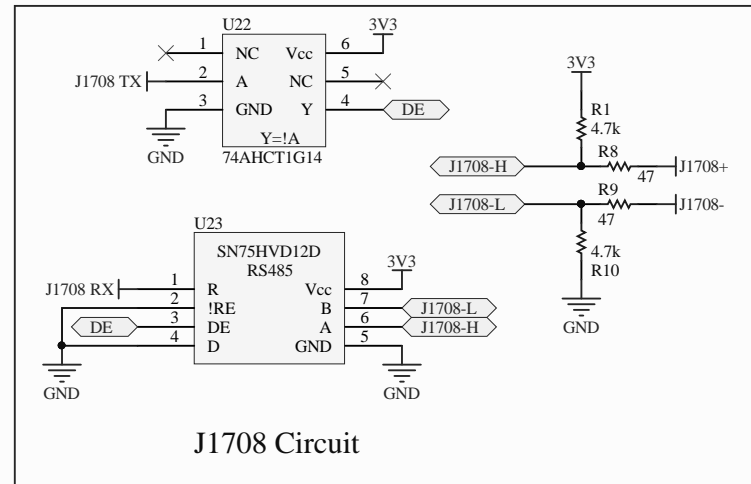 U22
1 NC Vcc 6 3V3
J1708 TX 2 A NC 5
3 GND Y 4 DE
GND
Y=!A
74AHCT1G14
3V3
R1
4.7k
J1708-H R8 47 J1708+
J1708-L R9 47 J1708-
4.7k
R10
GND
U23
SN75HVD12D
RS485
J1708 RX 1 R Vcc 8 3V3
2 !RE B 7 J1708-L
DE 3 DE A 6 J1708-H
4 D GND 5
GND
GND
J1708 Circuit